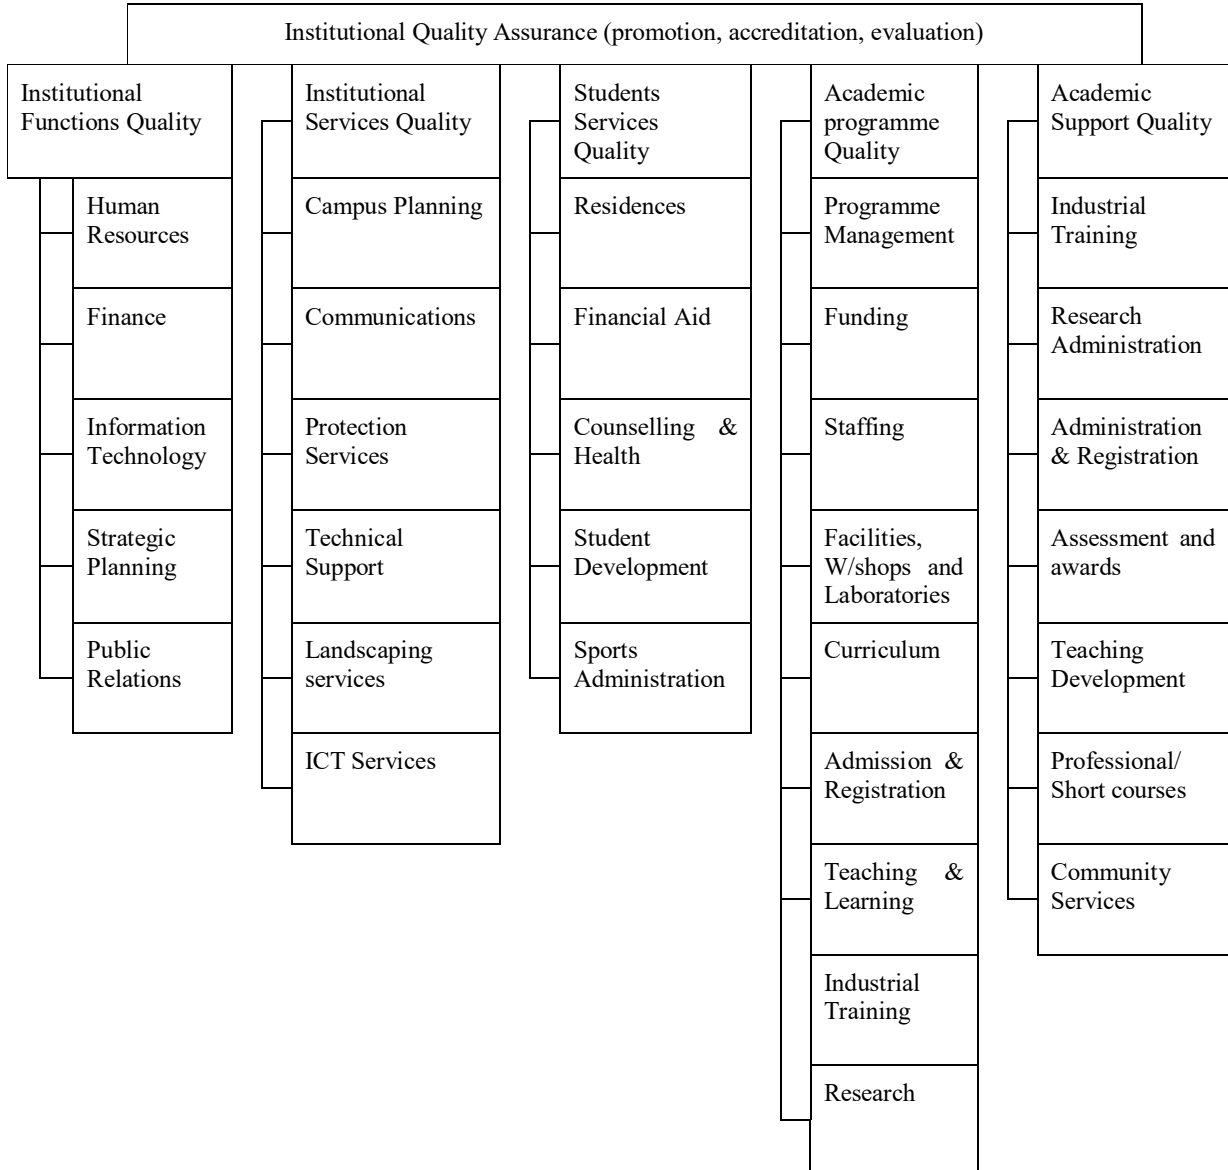 Institutional Quality Assurance (promotion, accreditation, evaluation)
Institutional
Functions Quality
Human
Resources
Finance
Information
Technology
Strategic
Planning
Public
Relations
Institutional
Services Quality
Campus Planning
Communications
Protection
Services
Technical
Support
Landscaping
services
ICT Services
Students
Services
Quality
Residences
Financial Aid
Counselling &
Health
Student
Development
Sports
Administration
Academic
programme
Quality
Programme
Management
Funding
Staffing
Facilities,
W/shops and
Laboratories
Curriculum
Admission &
Registration
Teaching &
Learning
Industrial
Training
Research
Academic
Support Quality
Industrial
Training
Research
Administration
Administration
& Registration
Assessment and
awards
Teaching
Development
Professional/
Short courses
Community
Services